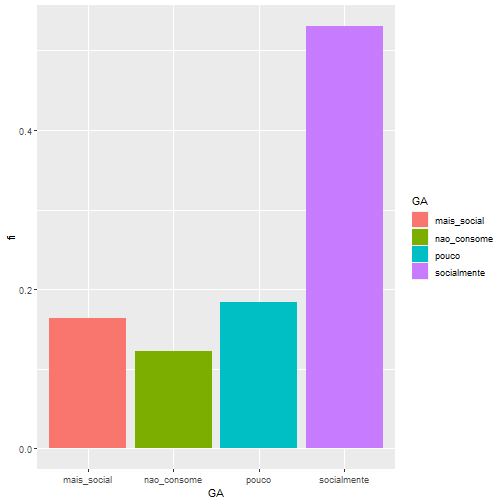 0.4
0.2
0.0
fi
mais_social
nao_consome
pouco
socialmente
GA
GA
mais_social
nao_consome
pouco
socialmente